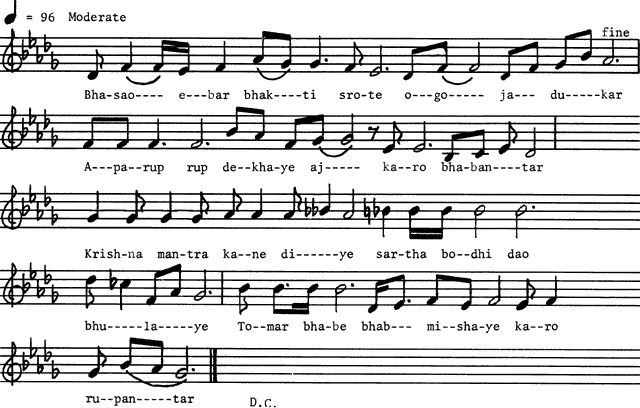 = 96 Moderate
fine
Bha-sao---- e---bar bhak----ti sro-te o---go----- ja--- du-----kar
A---pa--rup rup de--kha-ye aj----- ka--ro bha-ban----tar
Krish-na man-tra ka--ne di------ye sar-tha bo--dhi dao
bhu-----la-----ye To--mar bha-be bhab--- mi--sha-ye ka--ro
ru--pan-----tar D.C.